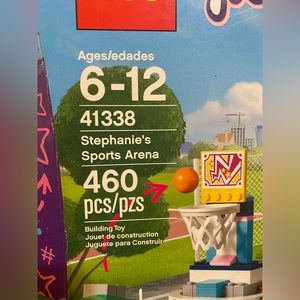 Ages/edades
6-12
41338
Stephanie's
Sports Arena
460
pcs/pzs
Building Toy
Jouet de construction
Juguete para Construir